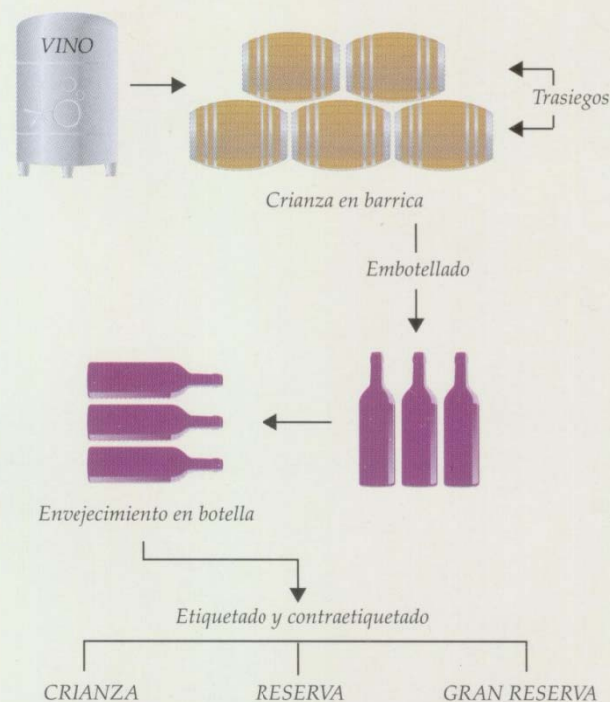 VINO
Trasiegos
Crianza en barrica
Embotellado
Envejecimiento en botella
Etiquetado y contraetiquetado
CRIANZA
RESERVA
GRAN RESERVA